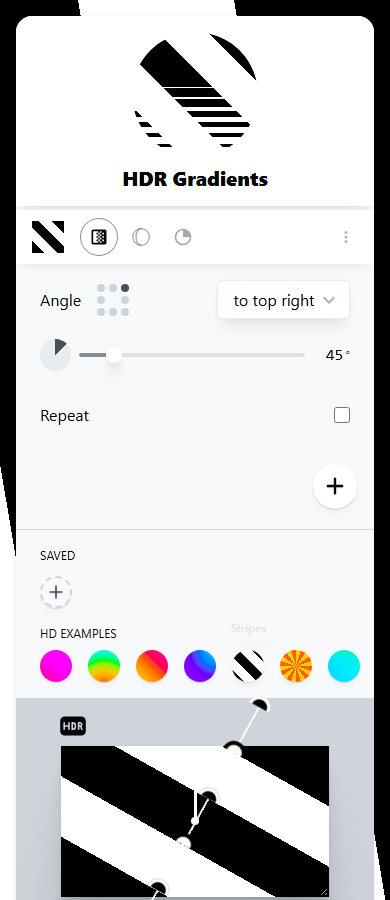 HDR Gradients
Angle
to top right
45°
Repeat
SAVED
Stripes
HD EXAMPLES
HDR